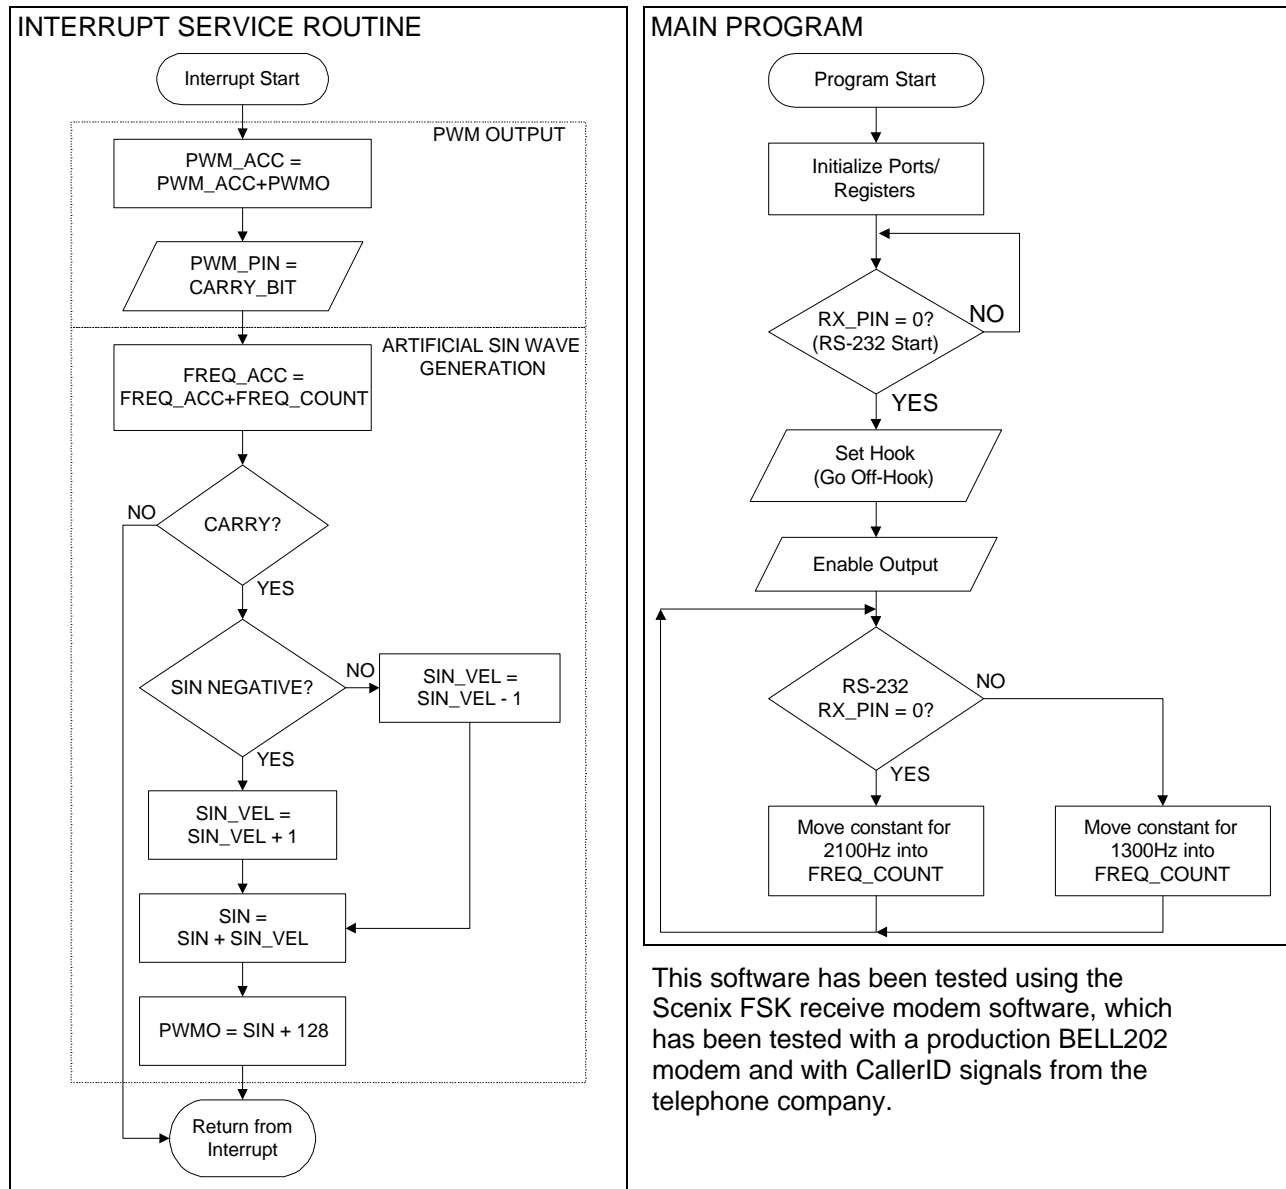 INTERRUPT SERVICE ROUTINE
Interrupt Start
PWM OUTPUT
PWM_ACC =
PWM_ACC+PWMO
PWM_PIN =
CARRY_BIT
ARTIFICIAL SIN WAVE
GENERATION
FREQ_ACC =
FREQ_ACC+FREQ_COUNT
CARRY?
NO
YES
SIN NEGATIVE?
NO
SIN_VEL =
SIN_VEL - 1
YES
SIN_VEL =
SIN_VEL + 1
SIN =
SIN + SIN_VEL
PWMO = SIN + 128
Return from
Interrupt
MAIN PROGRAM
Program Start
Initialize Ports/
Registers
RX_PIN = 0?
(RS-232 Start)
NO
YES
Set Hook
(Go Off-Hook)
Enable Output
RS-232
RX_PIN = 0?
NO
YES
Move constant for
2100Hz into
FREQ_COUNT
Move constant for
1300Hz into
FREQ_COUNT
This software has been tested using the
Scenix FSK receive modem software, which
has been tested with a production BELL202
modem and with CallerID signals from the
telephone company.